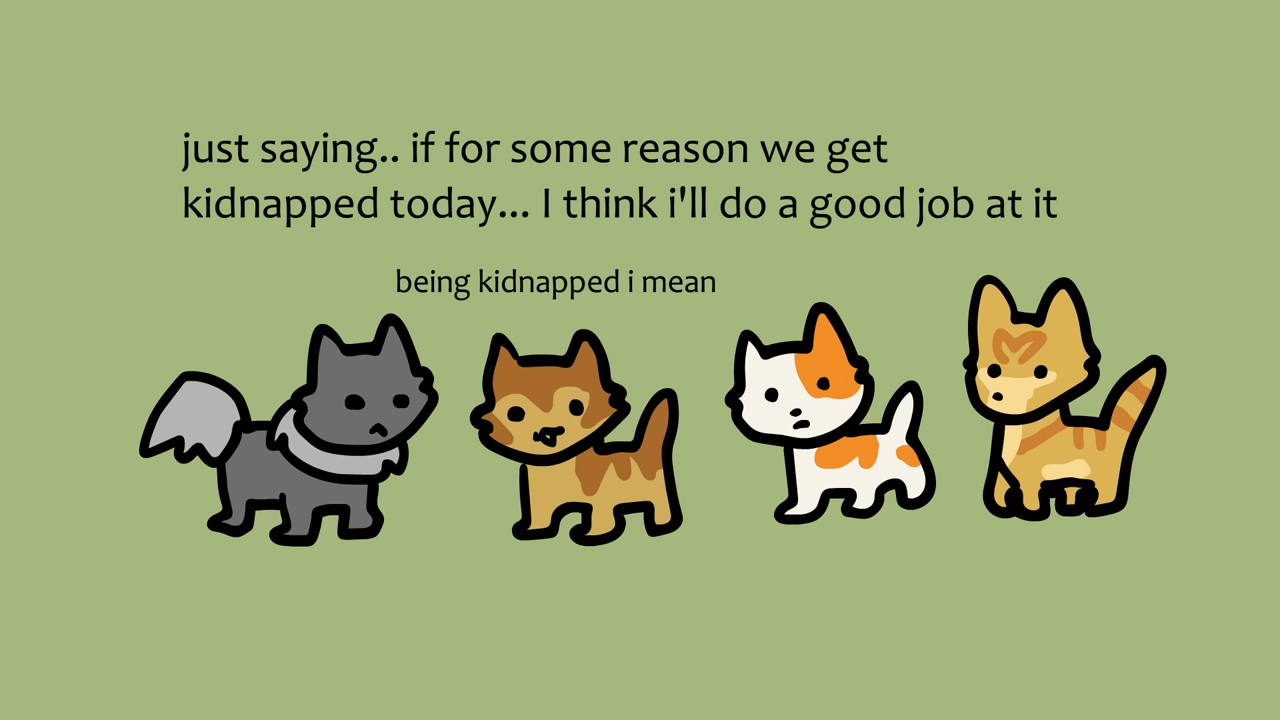 just saying.. if for some reason we get
kidnapped today... I think i'll do a good job at it
being kidnapped i mean